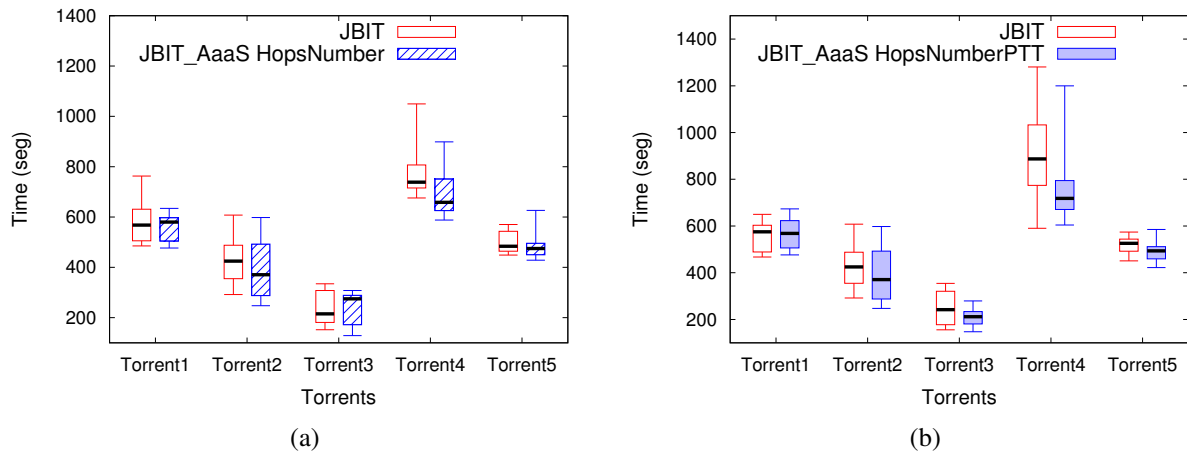 1400
1200
1000
800
600
400
200
Time (seg)
JBIT
JBIT_AaaS HopsNumber
Torrent1 Torrent2 Torrent3 Torrent4 Torrent5
Torrents
(a)
1400
1200
1000
800
600
400
200
Time (seg)
JBIT
JBIT_AaaS HopsNumberPTT
Torrent1 Torrent2 Torrent3 Torrent4 Torrent5
Torrents
(b)